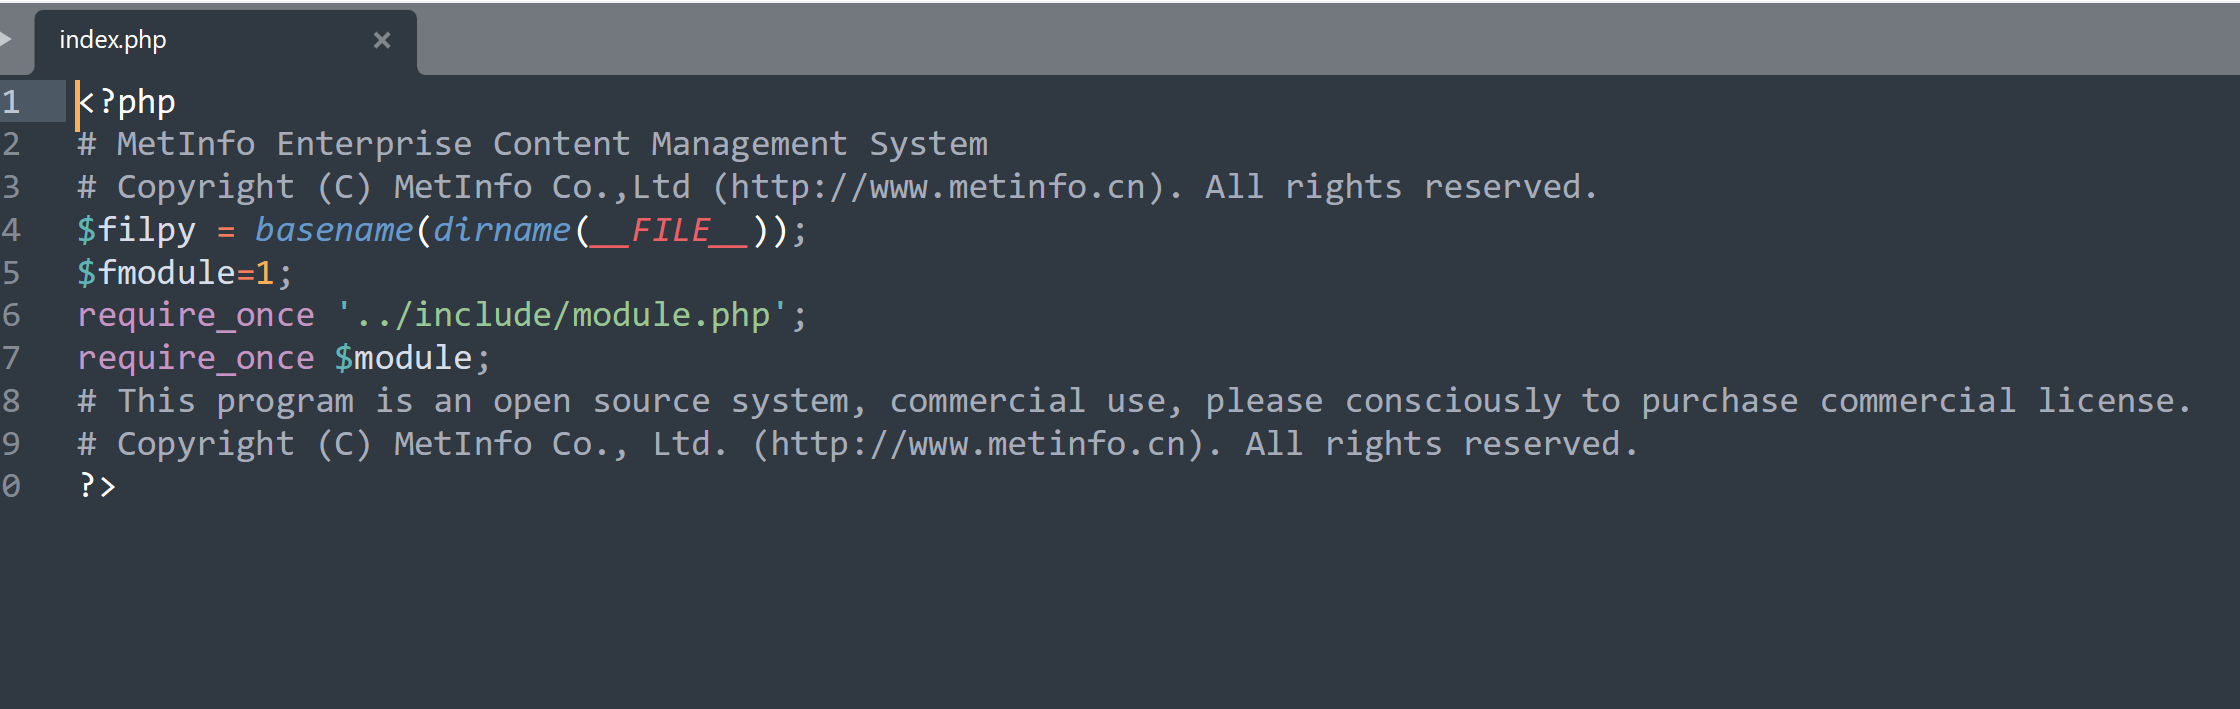 index.php ×
1 <?php
2 # MetInfo Enterprise Content Management System
3 # Copyright (C) MetInfo Co.,Ltd (http://www.metinfo.cn). All rights reserved.
4 $filpy = basename(dirname(__FILE__));
5 $fmodule=1;
6 require_once '../include/module.php';
7 require_once $module;
8 # This program is an open source system, commercial use, please consciously to purchase commercial license.
9 # Copyright (C) MetInfo Co., Ltd. (http://www.metinfo.cn). All rights reserved.
0 ?>